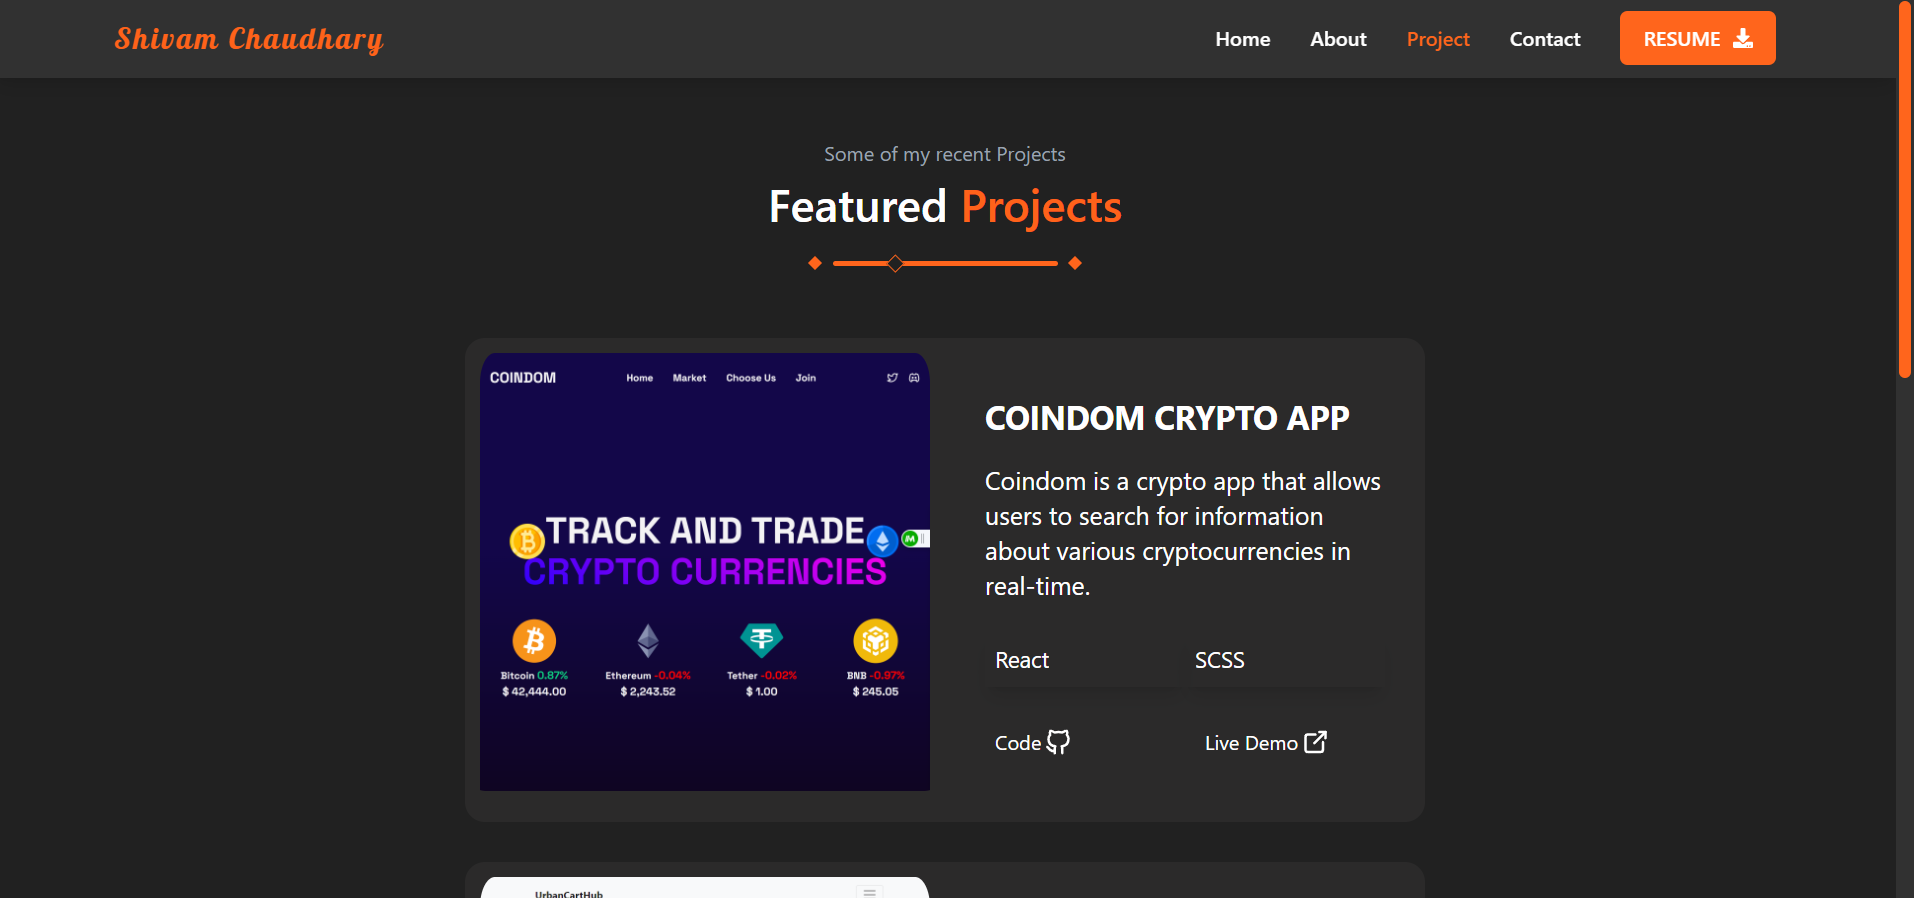 Shivam Chaudhary
Home About Project Contact RESUME
Some of my recent Projects
Featured Projects
COINDOM Home Market Choose Us Join
TRACK AND TRADE
CRYPTO CURRENCIES
Bitcoin 0.87% Ethereum -0.04% Tether -0.02% BNB -0.97%
$ 42,444.00 $ 2,243.52 $ 1.00 $ 245.05
COINDOM CRYPTO APP
Coindom is a crypto app that allows
users to search for information
about various cryptocurrencies in
real-time.
React SCSS
Code Live Demo
UrbanCartHub